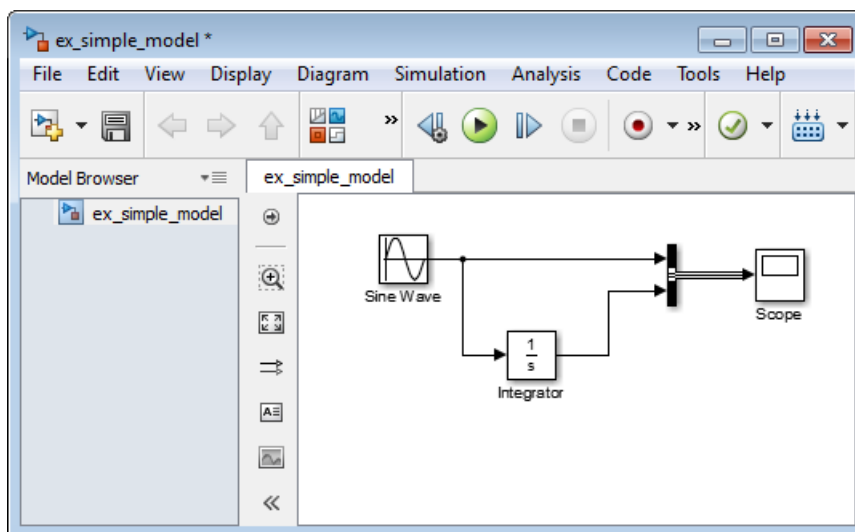 ex_simple_model *
File Edit View Display Diagram Simulation Analysis Code Tools Help
» »
Model Browser ex_simple_model
ex_simple_model
Sine Wave
Scope
1
s
Integrator
A
«